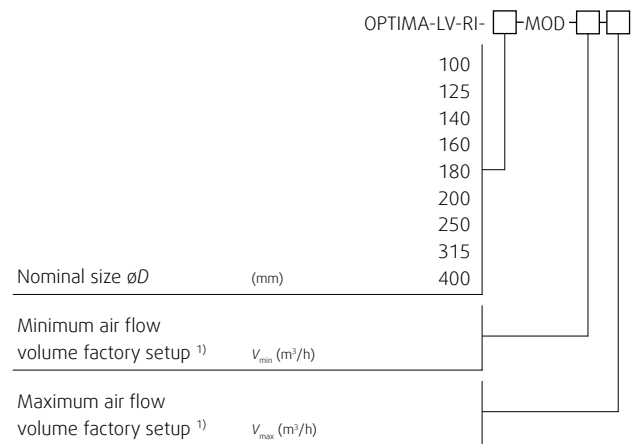 OPTIMA-LV-RI- -MOD - -
100
125
140
160
180
200
250
315
Nominal size øD (mm) 400
Minimum air flow
volume factory setup ¹⁾ Vmin (m³/h)
Maximum air flow
volume factory setup ¹⁾ Vmax (m³/h)